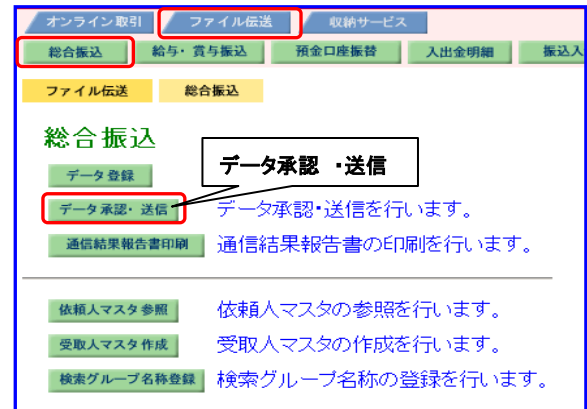 オンライン取引 ファイル伝送 収納サービス
総合振込 給与・賞与振込 預金口座振替 入出金明細 振込入
ファイル伝送 総合振込
総合振込
データ登録
データ承認 ・送信
データ承認・送信 データ承認・送信を行います。
通信結果報告書印刷 通信結果報告書の印刷を行います。
依頼人マスタ参照 依頼人マスタの参照を行います。
受取人マスタ作成 受取人マスタの作成を行います。
検索グループ名称登録 検索グループ名称の登録を行います。